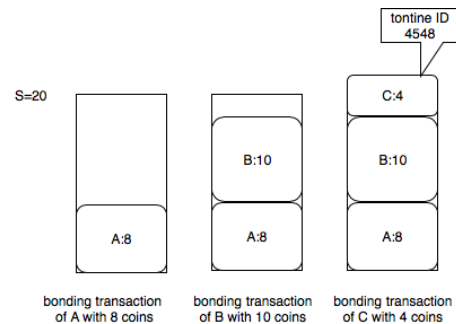 tontine ID
4548
S=20
C:4
B:10
B:10
A:8
A:8
A:8
bonding transaction
of A with 8 coins
bonding transaction
of B with 10 coins
bonding transaction
of C with 4 coins